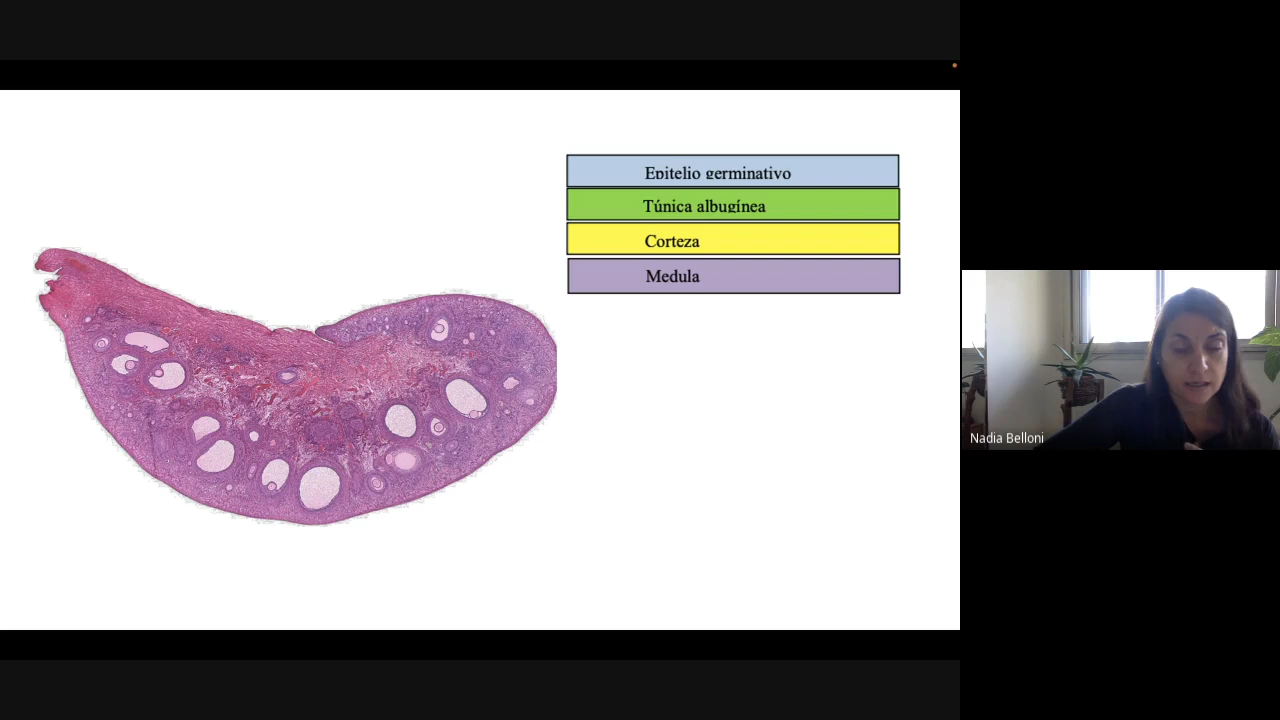 Epitelio germinativo
Túnica albugínea
Corteza
Medula
Nadia Belloni